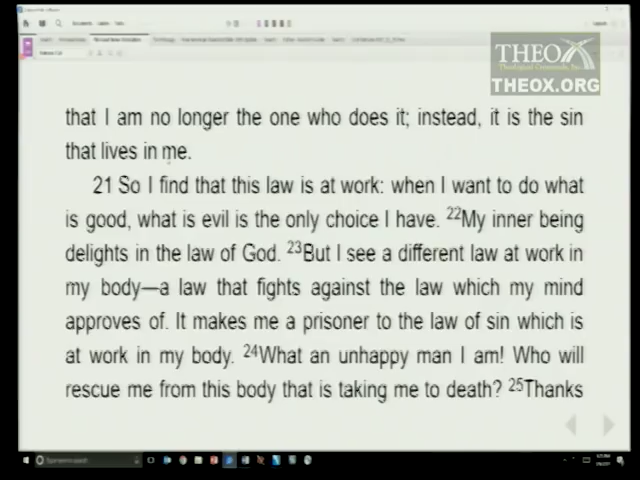 THEOX
THEOX.ORG
that I am no longer the one who does it; instead, it is the sin
that lives in me.
21 So I find that this law is at work: when I want to do what
is good, what is evil is the only choice I have. 22My inner being
delights in the law of God. 23But I see a different law at work in
my body—a law that fights against the law which my mind
approves of. It makes me a prisoner to the law of sin which is
at work in my body. 24What an unhappy man I am! Who will
rescue me from this body that is taking me to death? 25Thanks